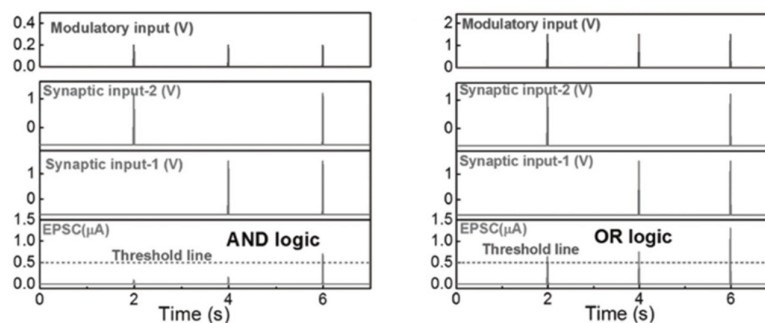 0.4
Modulatory input (V)
0.2
0.0
Synaptic input-2 (V)
1
0
Synaptic input-1 (V)
1
0
1.5
EPSC(μA)
1.0
AND logic
Threshold line
0.5
0.0
0 2 4 6
Time (s)
2
Modulatory input (V)
1
0
Synaptic input-2 (V)
1
0
Synaptic input-1 (V)
1
0
1.5
EPSC(μA)
1.0
OR logic
Threshold line
0.5
0.0
0 2 4 6
Time (s)